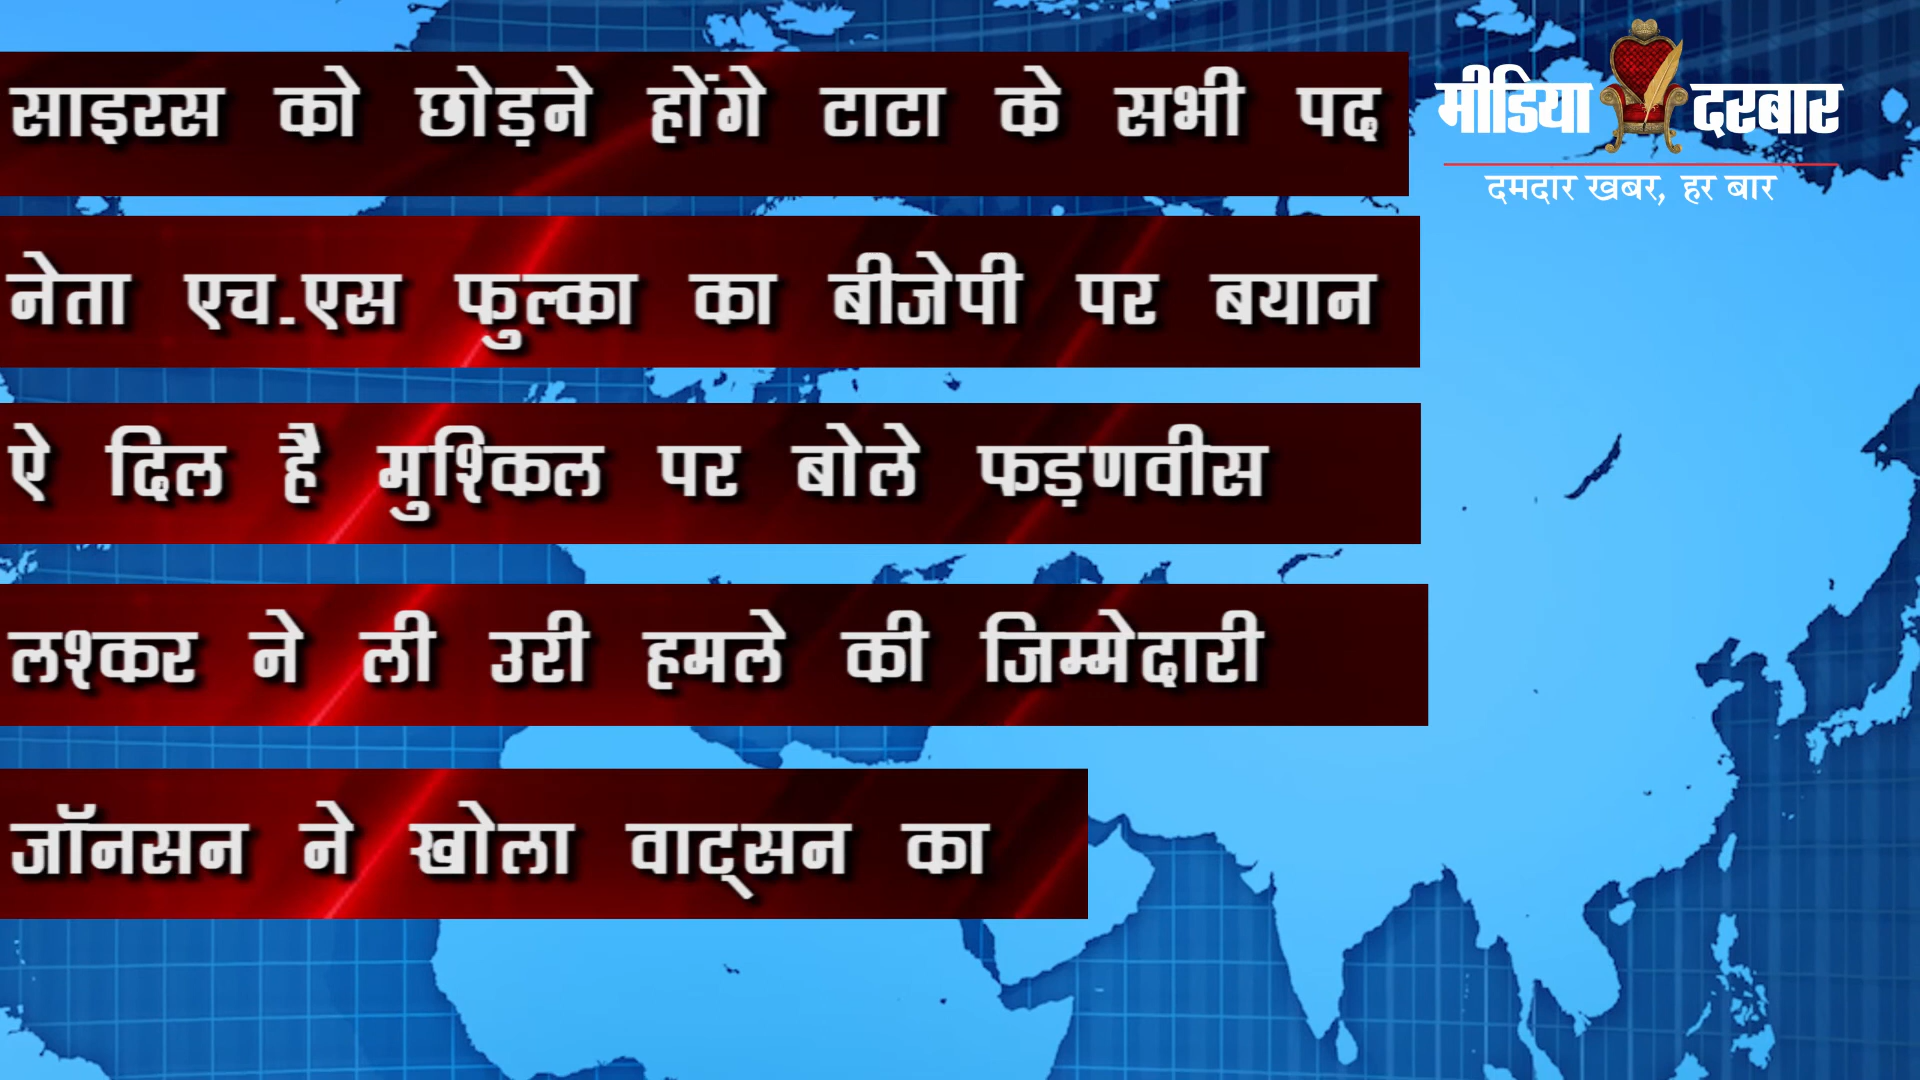 साइरस को छोड़ने होंगे टाटा के सभी पद
मीडिया दरबार
दमदार खबर, हर बार
नेता एच.एस फुल्का का बीजेपी पर बयान
ऐ दिल है मुश्किल पर बोले फड़णवीस
लश्कर ने ली उरी हमले की जिम्मेदारी
जॉनसन ने खोला वाट्सन का